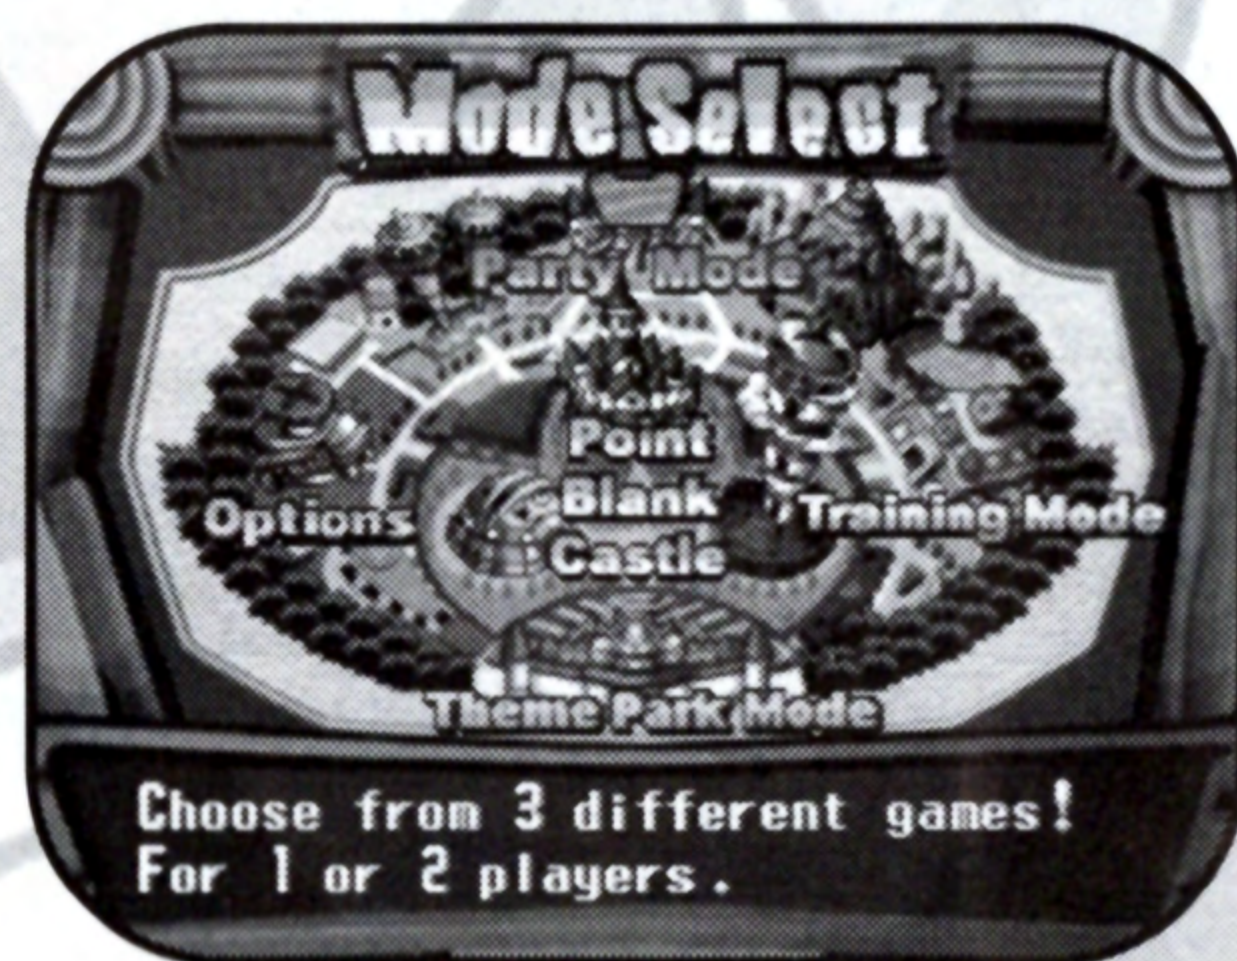 Mode Select
Party Mode
Point
Blank
Castle
Options
Training Mode
Theme Park Mode
Choose from 3 different games!
For 1 or 2 players.